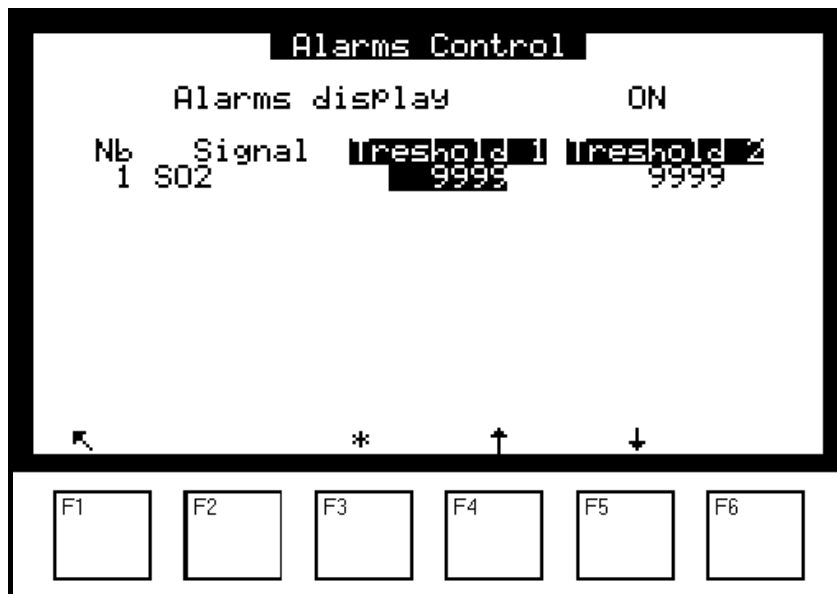 Alarms Control
Alarms display ON
Nb Signal Treshold 1 Treshold 2
1 SO2 9999 9999
*
F1 F2 F3 F4 F5 F6